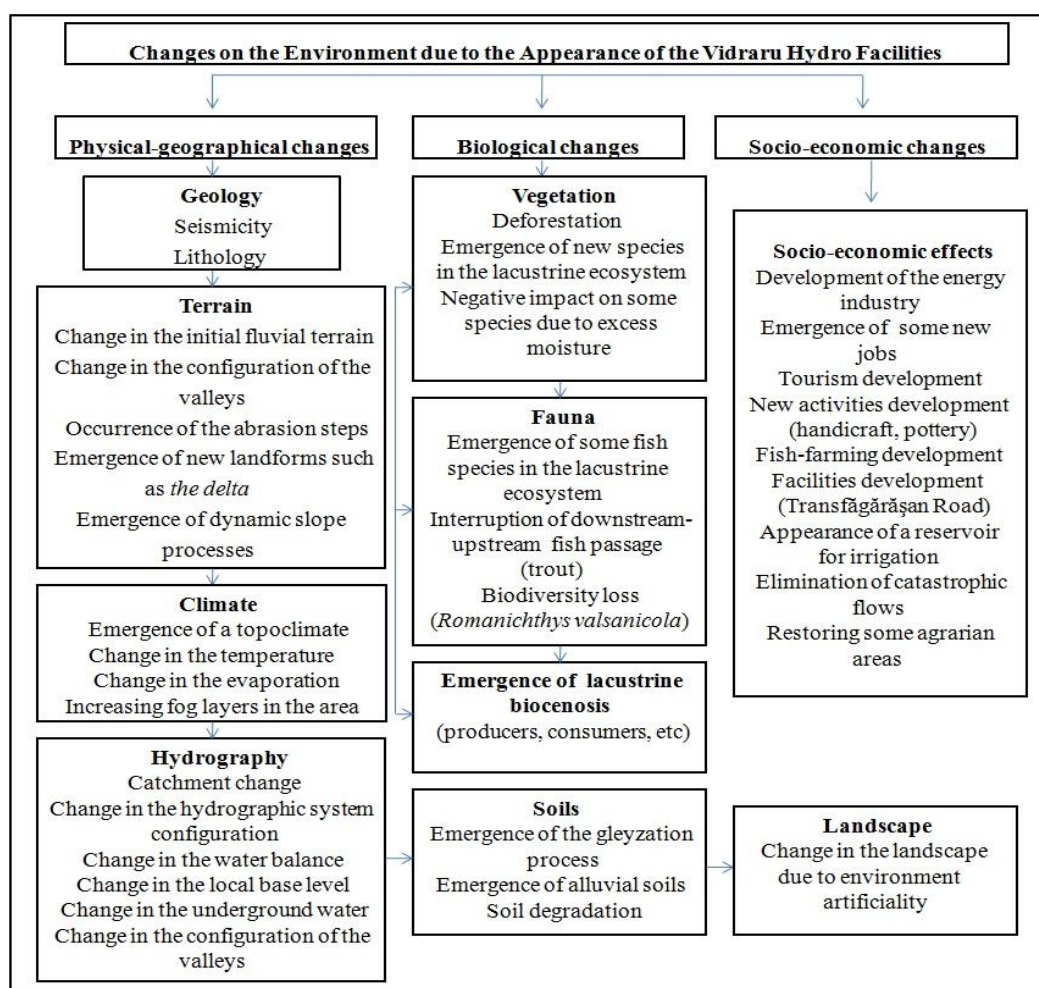 Changes on the Environment due to the Appearance of the Vidraru Hydro Facilities
Physical-geographical changes
Biological changes
Socio-economic changes
Geology
Seismicity
Lithology
Terrain
Change in the initial fluvial terrain
Change in the configuration of the
valleys
Occurrence of the abrasion steps
Emergence of new landforms such
as the delta
Emergence of dynamic slope
processes
Climate
Emergence of a topoclimate
Change in the temperature
Change in the evaporation
Increasing fog layers in the area
Hydrography
Catchment change
Change in the hydrographic system
configuration
Change in the water balance
Change in the local base level
Change in the underground water
Change in the configuration of the
valleys
Vegetation
Deforestation
Emergence of new species
in the lacustrine ecosystem
Negative impact on some
species due to excess
moisture
Fauna
Emergence of some fish
species in the lacustrine
ecosystem
Interruption of downstream-
upstream fish passage
(trout)
Biodiversity loss
(Romanichthys valsanicola)
Emergence of lacustrine
biocenosis
(producers, consumers, etc)
Soils
Emergence of the gleyzation
process
Emergence of alluvial soils
Soil degradation
Socio-economic effects
Development of the energy
industry
Emergence of some new
jobs
Tourism development
New activities development
(handicraft, pottery)
Fish-farming development
Facilities development
(Transfăgărăşan Road)
Appearance of a reservoir
for irrigation
Elimination of catastrophic
flows
Restoring some agrarian
areas
Landscape
Change in the landscape
due to environment
artificiality